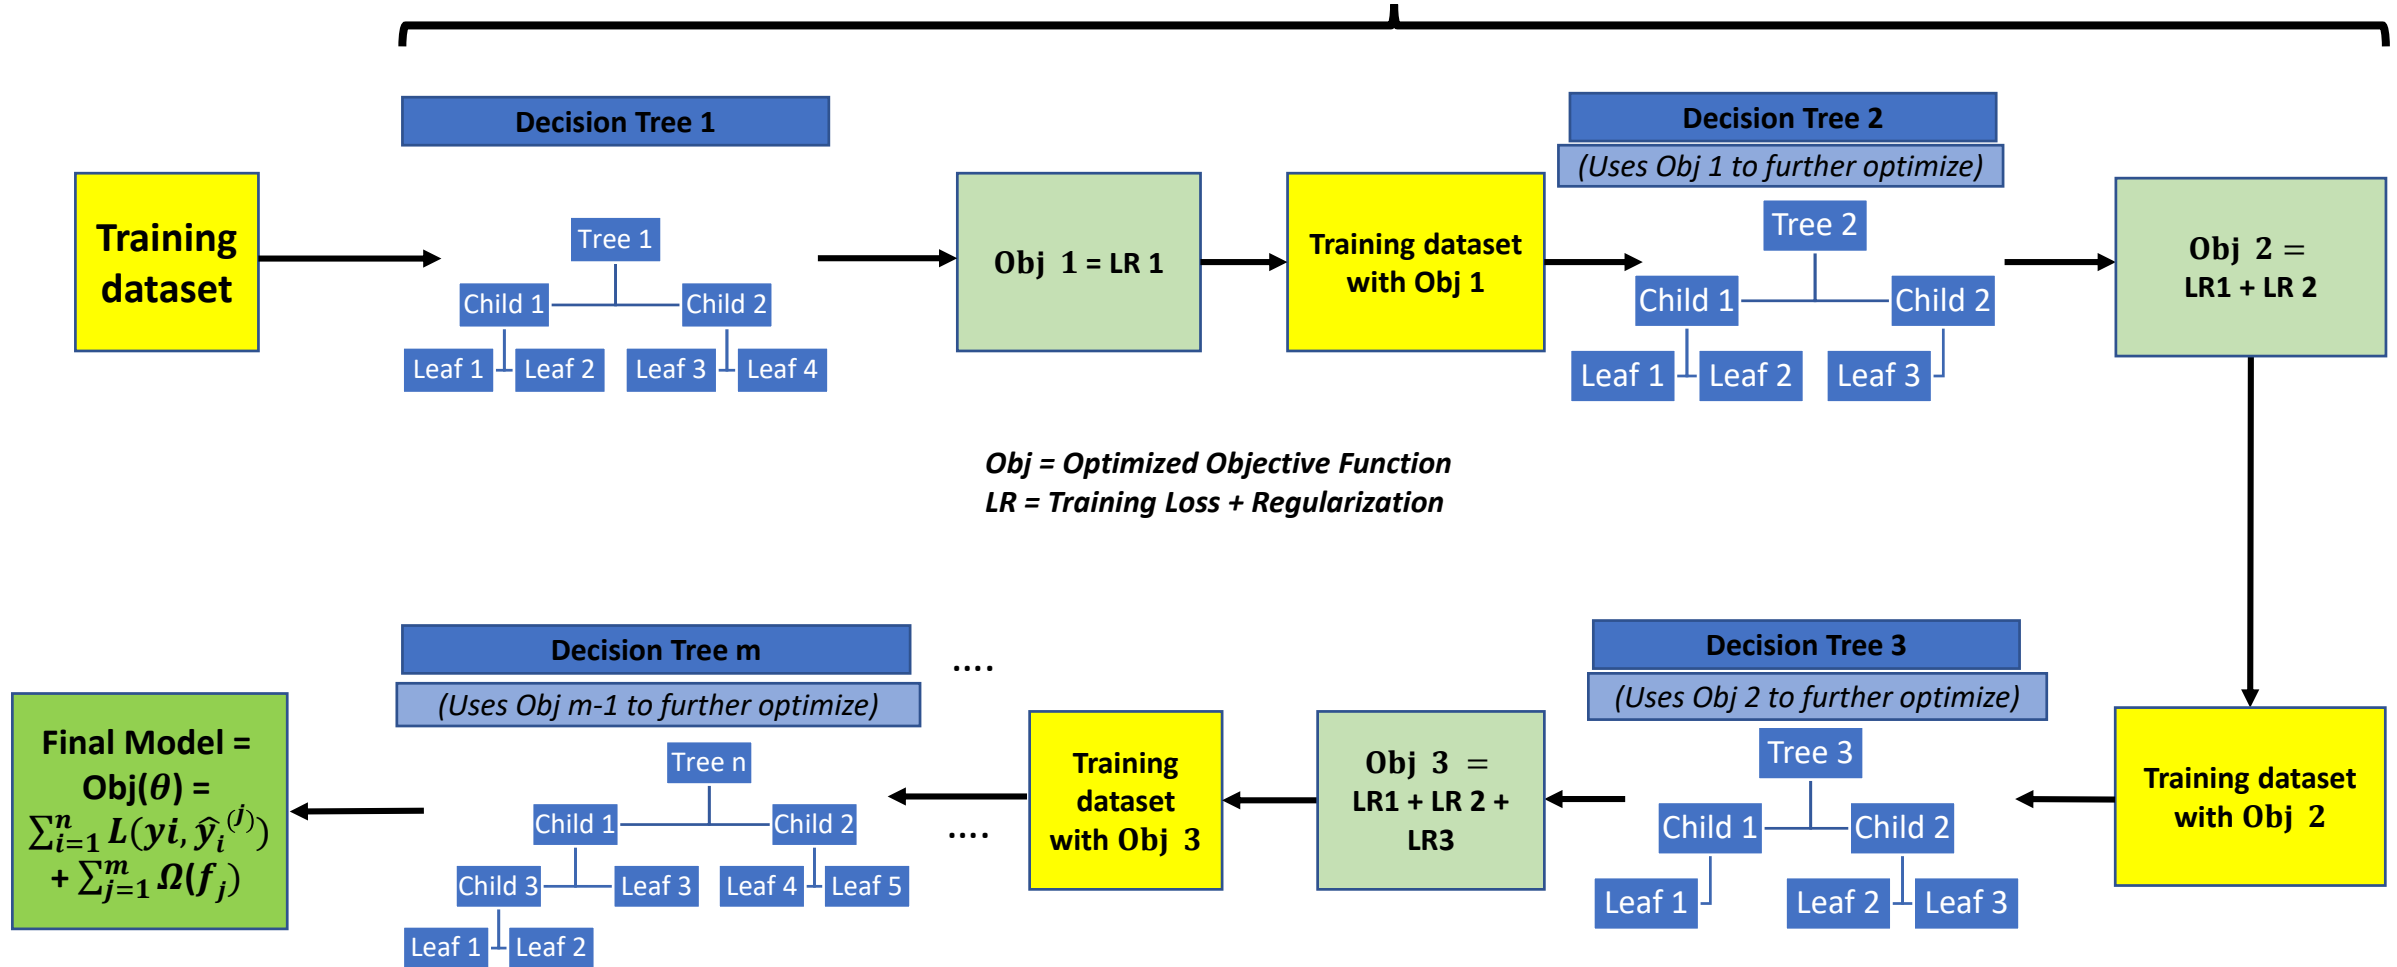 Decision Tree 1
Decision Tree 2
(Uses Obj 1 to further optimize)
Training
dataset
Tree 1
Child 1
Child 2
Leaf 1
Leaf 2
Leaf 3
Leaf 4
Obj 1 = LR 1
Training dataset
with Obj 1
Tree 2
Child 1
Child 2
Leaf 1
Leaf 2
Leaf 3
Obj 2 =
LR1 + LR 2
Obj = Optimized Objective Function
LR = Training Loss + Regularization
Decision Tree m
(Uses Obj m-1 to further optimize)
....
Decision Tree 3
(Uses Obj 2 to further optimize)
Final Model =
Obj(θ) =
∑ⁿᵢ₌₁ L(yi, ŷᵢ⁽ʲ⁾)
+ ∑ᵐⱼ₌₁ Ω(fⱼ)
Tree n
Child 1
Child 2
Child 3
Leaf 3
Leaf 4
Leaf 5
Leaf 1
Leaf 2
....
Training
dataset
with Obj 3
Obj 3 =
LR1 + LR 2 +
LR3
Tree 3
Child 1
Child 2
Leaf 1
Leaf 2
Leaf 3
Training dataset
with Obj 2